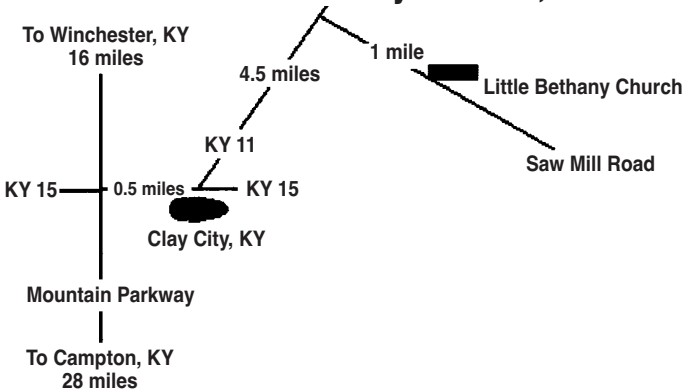 To Winchester, KY
16 miles
1 mile
4.5 miles
Little Bethany Church
KY 11
Saw Mill Road
KY 15
0.5 miles
KY 15
Clay City, KY
Mountain Parkway
To Campton, KY
28 miles